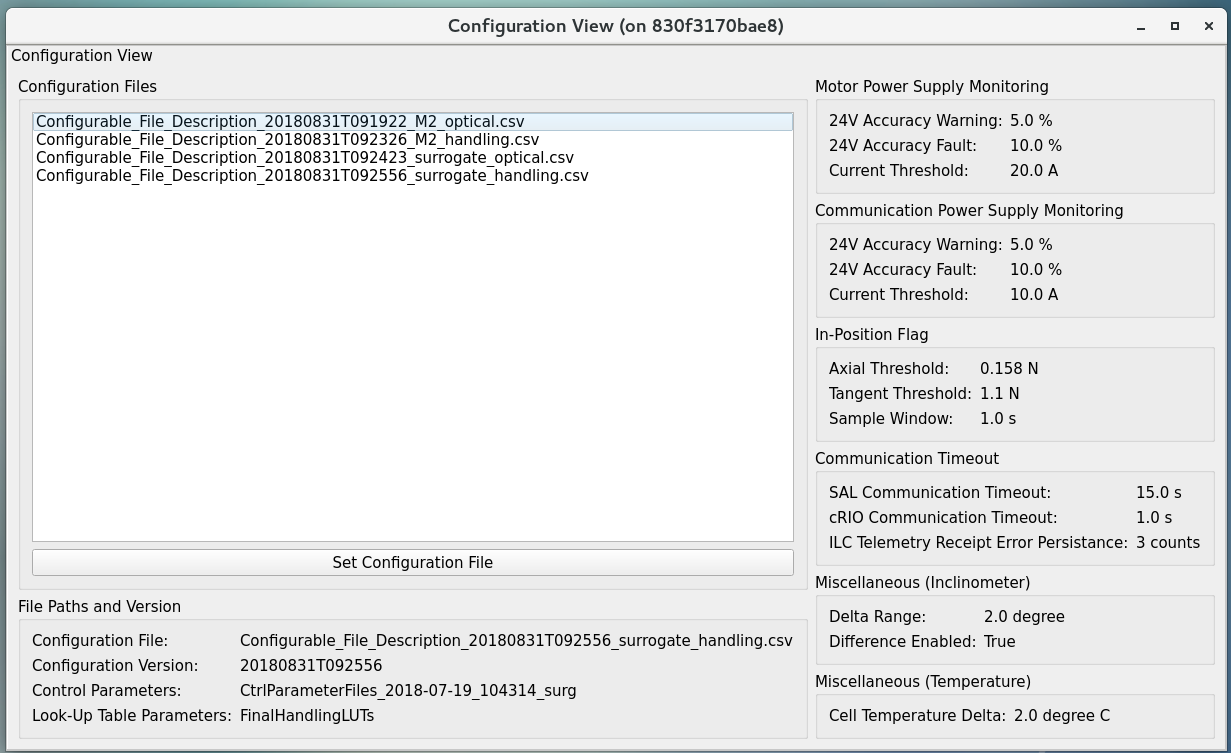 Configuration View (on 830f3170bae8)
Configuration View
Configuration Files
Configurable_File_Description_20180831T091922_M2_optical.csv
Configurable_File_Description_20180831T092326_M2_handling.csv
Configurable_File_Description_20180831T092423_surrogate_optical.csv
Configurable_File_Description_20180831T092556_surrogate_handling.csv
Set Configuration File
File Paths and Version
Configuration File: Configurable_File_Description_20180831T092556_surrogate_handling.csv
Configuration Version: 20180831T092556
Control Parameters: CtrlParameterFiles_2018-07-19_104314_surg
Look-Up Table Parameters: FinalHandlingLUTs
Motor Power Supply Monitoring
24V Accuracy Warning: 5.0 %
24V Accuracy Fault: 10.0 %
Current Threshold: 20.0 A
Communication Power Supply Monitoring
24V Accuracy Warning: 5.0 %
24V Accuracy Fault: 10.0 %
Current Threshold: 10.0 A
In-Position Flag
Axial Threshold: 0.158 N
Tangent Threshold: 1.1 N
Sample Window: 1.0 s
Communication Timeout
SAL Communication Timeout: 15.0 s
cRIO Communication Timeout: 1.0 s
ILC Telemetry Receipt Error Persistance: 3 counts
Miscellaneous (Inclinometer)
Delta Range: 2.0 degree
Difference Enabled: True
Miscellaneous (Temperature)
Cell Temperature Delta: 2.0 degree C